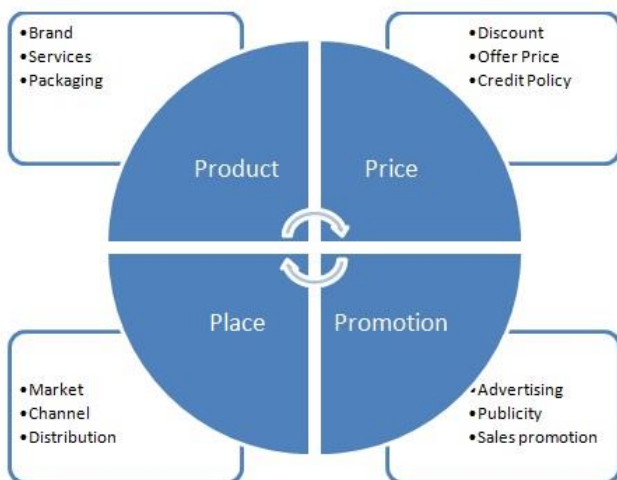 •Brand
•Services
•Packaging
•Discount
•Offer Price
•Credit Policy
Product
Price
Place
Promotion
•Market
•Channel
•Distribution
•Advertising
•Publicity
•Sales promotion